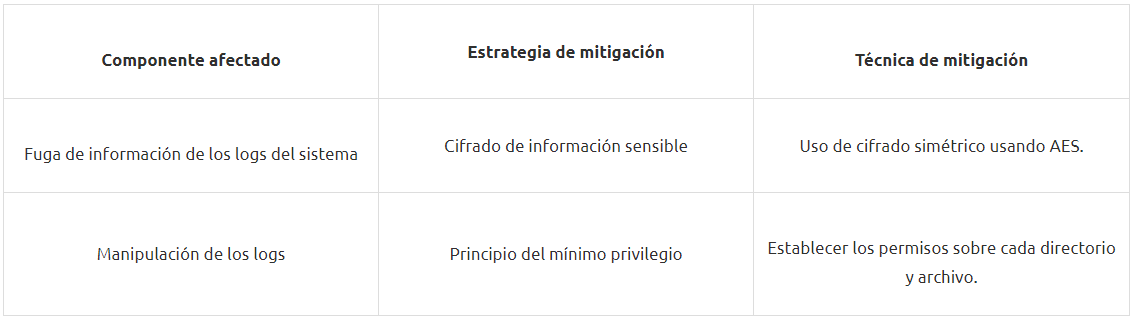 Componente afectado
Estrategia de mitigación
Técnica de mitigación
Fuga de información de los logs del sistema
Cifrado de información sensible
Uso de cifrado simétrico usando AES.
Manipulación de los logs
Principio del mínimo privilegio
Establecer los permisos sobre cada directorio
y archivo.